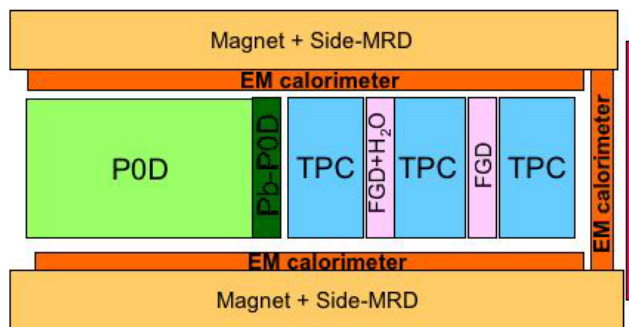 Magnet + Side-MRD
EM calorimeter
P0D
Pb-P0D
TPC
FGD+H₂O
TPC
FGD
TPC
EM calorimeter
EM calorimeter
Magnet + Side-MRD